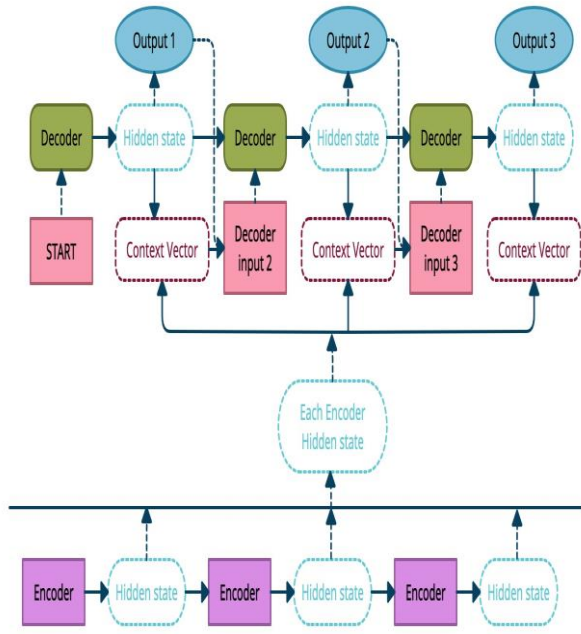 Output 1
Output 2
Output 3
Decoder
Hidden state
Decoder
Hidden state
Decoder
Hidden state
START
Context Vector
Decoder
input 2
Context Vector
Decoder
input 3
Context Vector
Each Encoder
Hidden state
Encoder
Hidden state
Encoder
Hidden state
Encoder
Hidden state